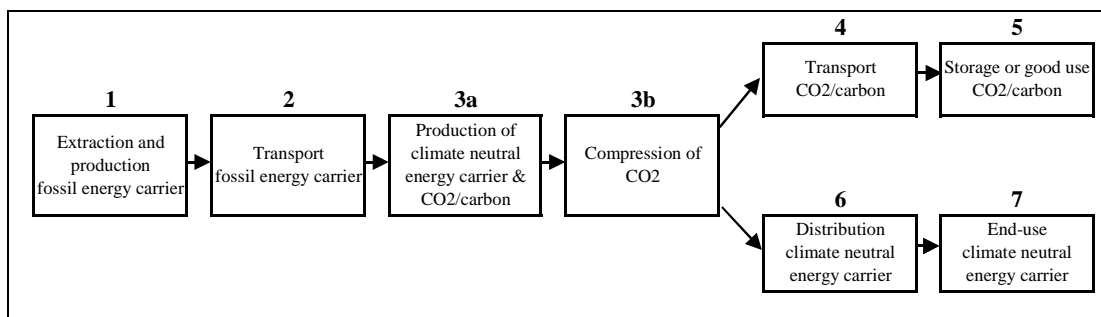 1
Extraction and
production
fossil energy carrier
2
Transport
fossil energy carrier
3a
Production of
climate neutral
energy carrier &
CO2/carbon
3b
Compression of
CO2
4
Transport
CO2/carbon
5
Storage or good use
CO2/carbon
6
Distribution
climate neutral
energy carrier
7
End-use
climate neutral
energy carrier